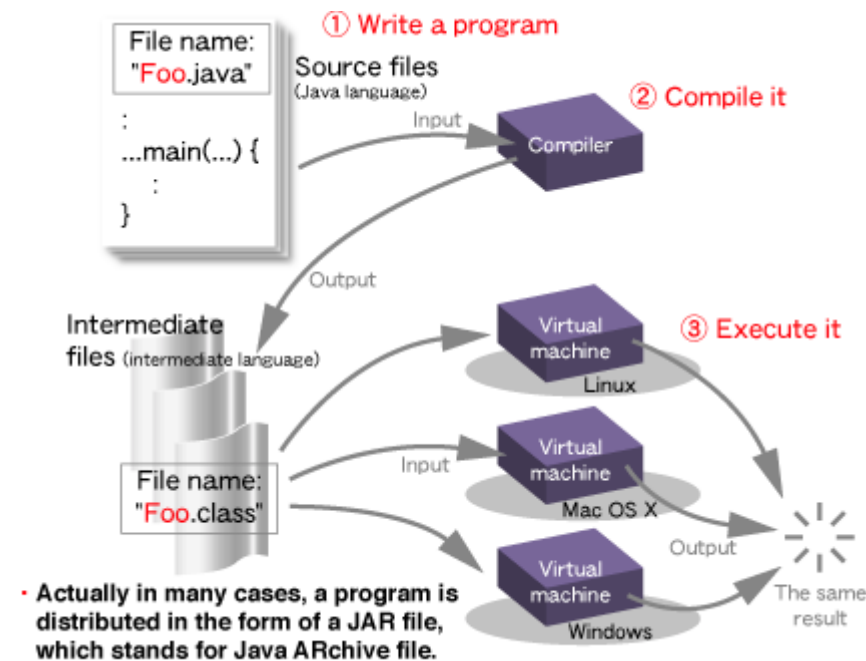 ① Write a program
File name:
"Foo.java"
Source files
(Java language)
:
...main(...) {
:
}
Input
Compiler
② Compile it
Output
Intermediate
files (intermediate language)
File name:
"Foo.class"
Input
Virtual
machine
Linux
③ Execute it
Virtual
machine
Mac OS X
Virtual
machine
Windows
Output
The same
result
・Actually in many cases, a program is
distributed in the form of a JAR file,
which stands for Java ARchive file.